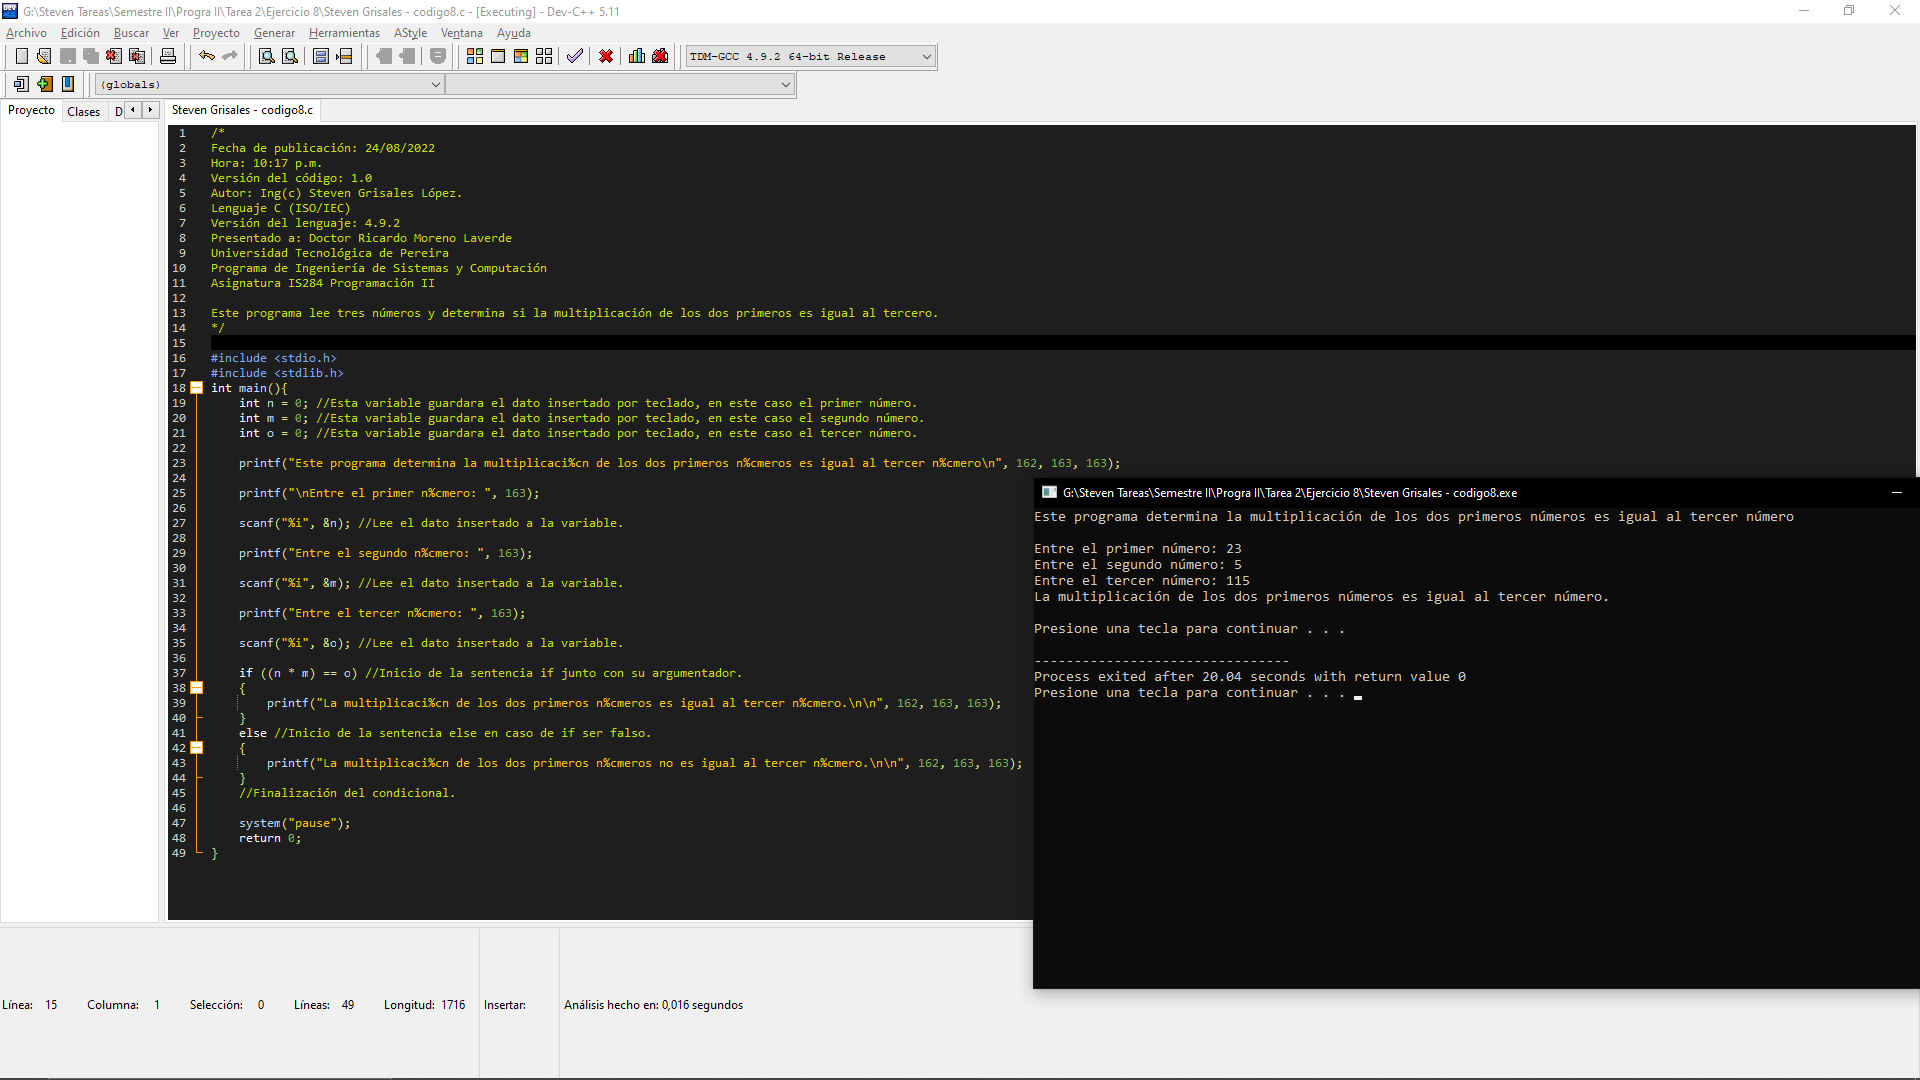 G:\Steven Tareas\Semestre II\Progra II\Tarea 2\Ejercicio 8\Steven Grisales - codigo8.c - [Executing] - Dev-C++ 5.11
Archivo Edición Buscar Ver Proyecto Generar Herramientas AStyle Ventana Ayuda
TDM-GCC 4.9.2 64-bit Release
(globals)
Proyecto Clases D
Steven Grisales - codigo8.c
1 /*
2 Fecha de publicación: 24/08/2022
3 Hora: 10:17 p.m.
4 Versión del código: 1.0
5 Autor: Ing(c) Steven Grisales López.
6 Lenguaje C (ISO/IEC)
7 Versión del lenguaje: 4.9.2
8 Presentado a: Doctor Ricardo Moreno Laverde
9 Universidad Tecnológica de Pereira
10 Programa de Ingeniería de Sistemas y Computación
11 Asignatura IS284 Programación II
12
13 Este programa lee tres números y determina si la multiplicación de los dos primeros es igual al tercero.
14 */
15
16 #include <stdio.h>
17 #include <stdlib.h>
18 int main(){
19 int n = 0; //Esta variable guardara el dato insertado por teclado, en este caso el primer número.
20 int m = 0; //Esta variable guardara el dato insertado por teclado, en este caso el segundo número.
21 int o = 0; //Esta variable guardara el dato insertado por teclado, en este caso el tercer número.
22
23 printf("Este programa determina la multiplicaci%cn de los dos primeros n%cmeros es igual al tercer n%cmero\n", 162, 163, 163);
24
25 printf("\nEntre el primer n%cmero: ", 163);
26
27 scanf("%i", &n); //Lee el dato insertado a la variable.
28
29 printf("Entre el segundo n%cmero: ", 163);
30
31 scanf("%i", &m); //Lee el dato insertado a la variable.
32
33 printf("Entre el tercer n%cmero: ", 163);
34
35 scanf("%i", &o); //Lee el dato insertado a la variable.
36
37 if ((n * m) == o) //Inicio de la sentencia if junto con su argumentador.
38 {
39 printf("La multiplicaci%cn de los dos primeros n%cmeros es igual al tercer n%cmero.\n\n", 162, 163, 163);
40 }
41 else //Inicio de la sentencia else en caso de if ser falso.
42 {
43 printf("La multiplicaci%cn de los dos primeros n%cmeros no es igual al tercer n%cmero.\n\n", 162, 163, 163);
44 }
45 //Finalización del condicional.
46
47 system("pause");
48 return 0;
49 }
G:\Steven Tareas\Semestre II\Progra II\Tarea 2\Ejercicio 8\Steven Grisales - codigo8.exe
Este programa determina la multiplicación de los dos primeros números es igual al tercer número
Entre el primer número: 23
Entre el segundo número: 5
Entre el tercer número: 115
La multiplicación de los dos primeros números es igual al tercer número.
Presione una tecla para continuar . . .
--------------------------------
Process exited after 20.04 seconds with return value 0
Presione una tecla para continuar . . .
Línea: 15 Columna: 1 Selección: 0 Líneas: 49 Longitud: 1716 Insertar: Análisis hecho en: 0,016 segundos